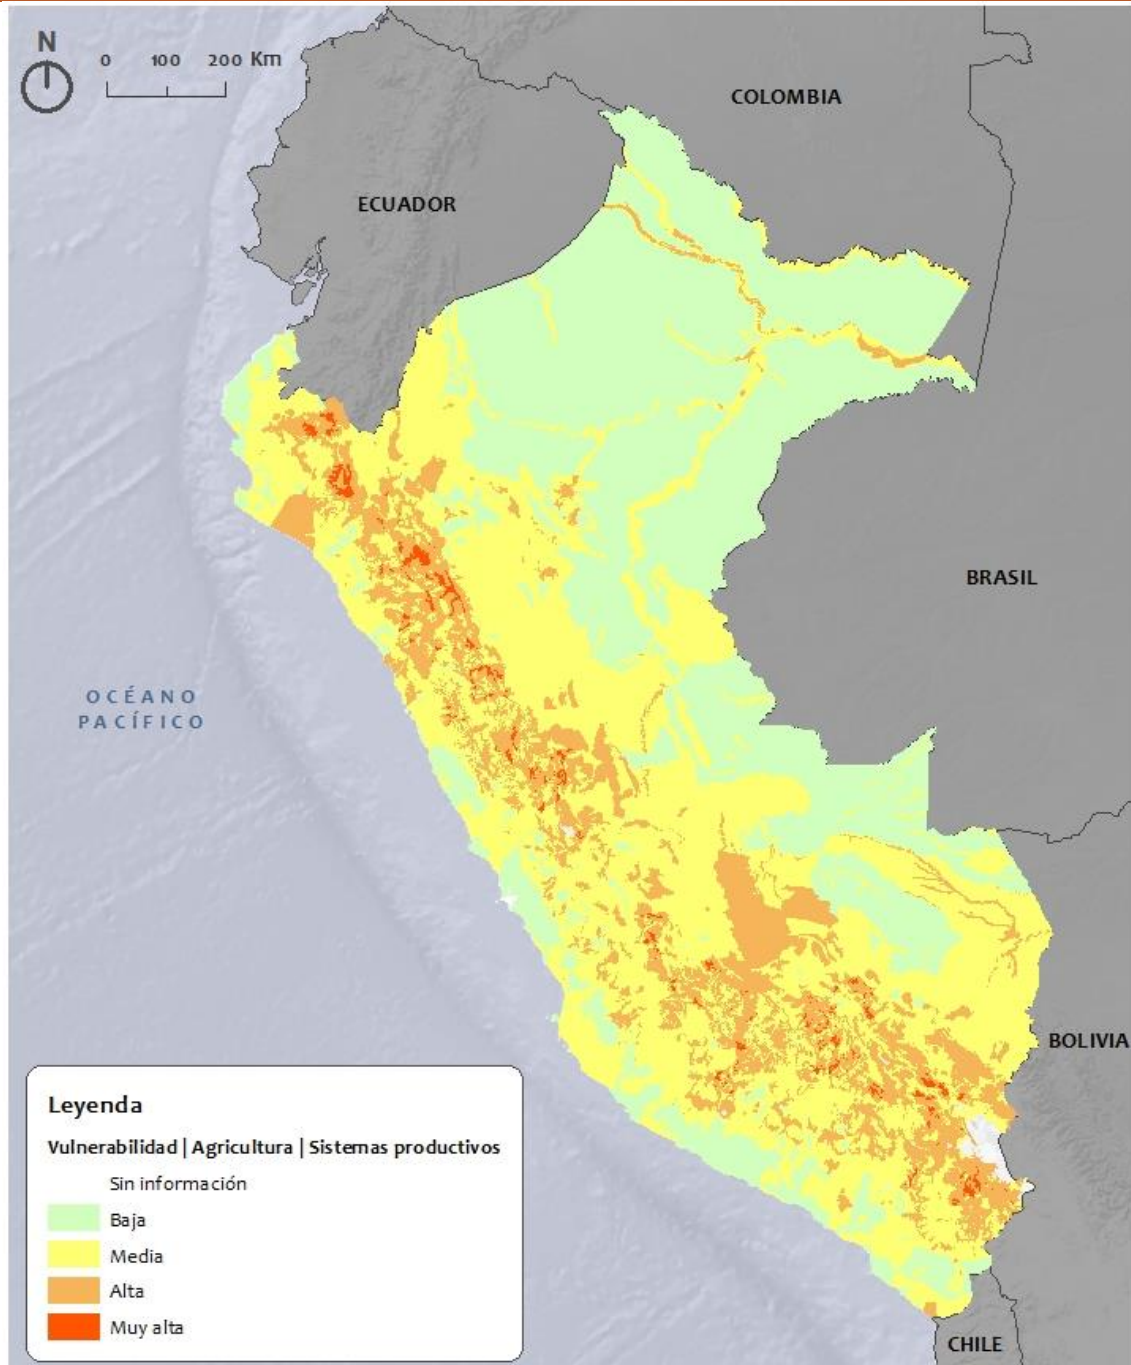 N
0 100 200 Km
COLOMBIA
ECUADOR
BRASIL
OCÉANO
PACÍFICO
BOLIVIA
Leyenda
Vulnerabilidad | Agricultura | Sistemas productivos
Sin información
Baja
Media
Alta
Muy alta
CHILE